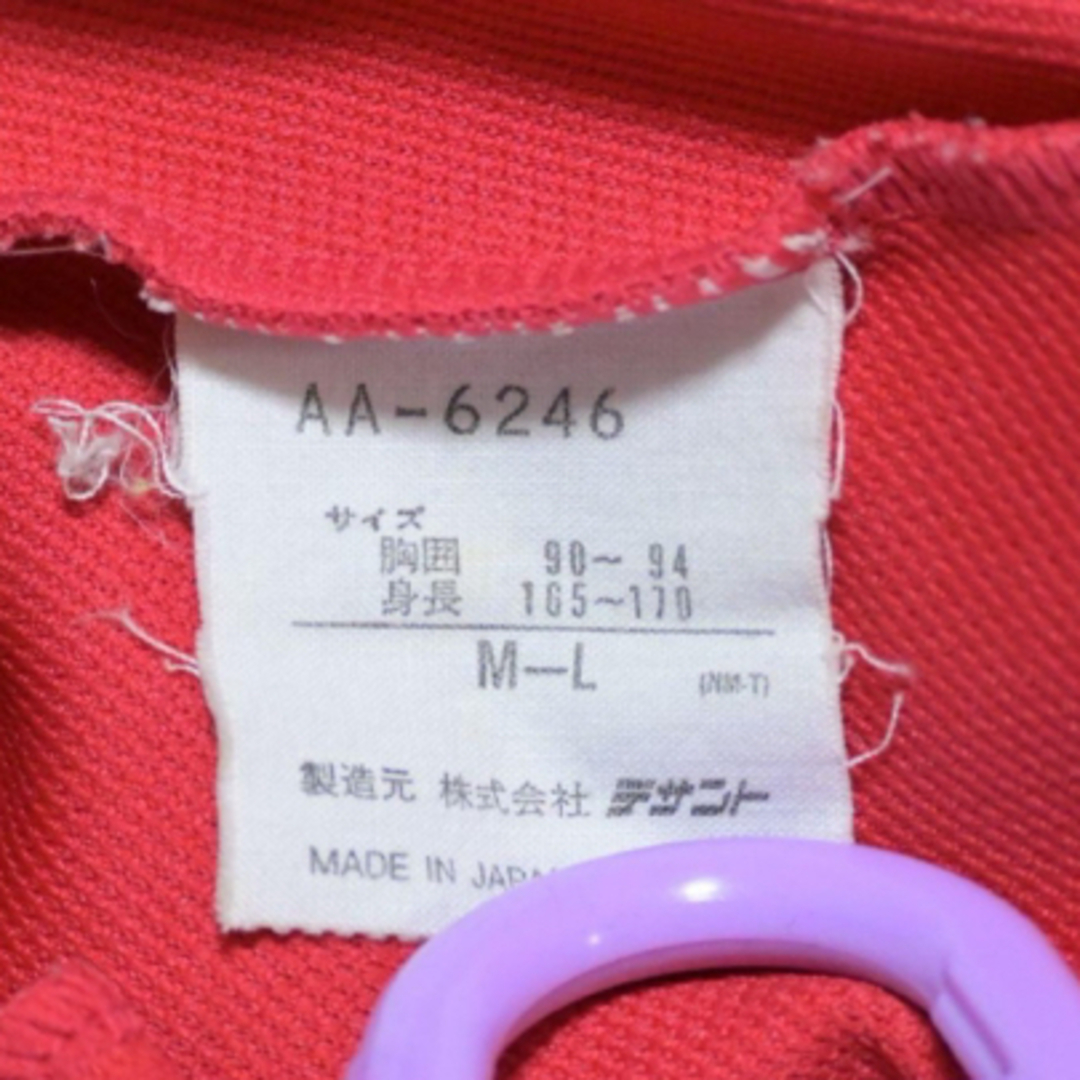 AA-6246
サイズ
胸囲 90〜 94
身長 165〜170
M—L (NM-T)
製造元 株式会社 デサント
MADE IN JAPAN